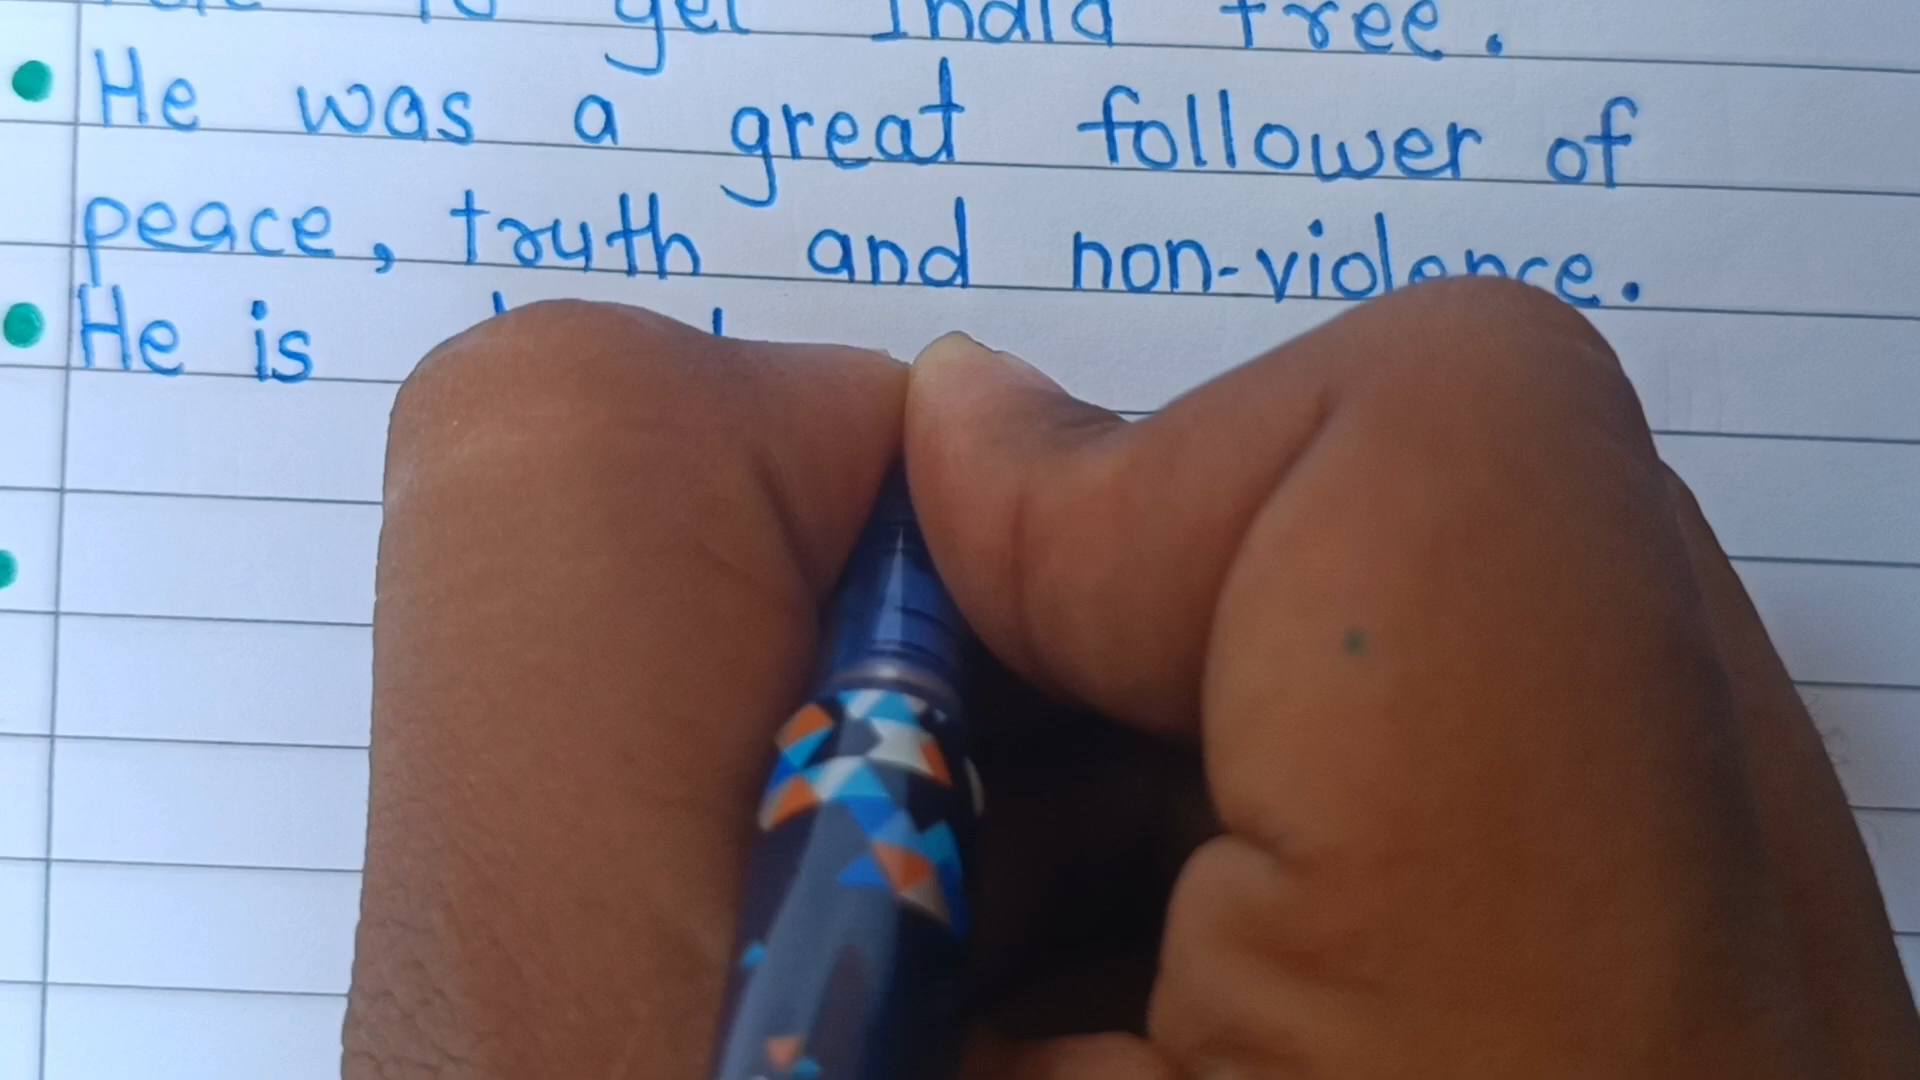 to get India free.
He was a great follower of
peace, truth and non-violence.
He is